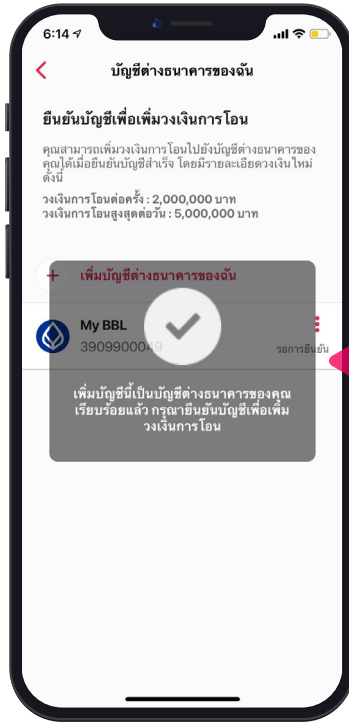 6:14
บัญชีต่างธนาคารของฉัน
ยืนยันบัญชีเพื่อเพิ่มวงเงินการโอน
คุณสามารถเพิ่มวงเงินการโอนไปยังบัญชีต่างธนาคารของ
คุณได้เมื่อยืนยันบัญชีสำเร็จ โดยมีรายละเอียดวงเงินใหม่
ดังนี้
วงเงินการโอนต่อครั้ง : 2,000,000 บาท
วงเงินการโอนสูงสุดต่อวัน : 5,000,000 บาท
+ เพิ่มบัญชีต่างธนาคารของฉัน
My BBL
3909900049
รอการยืนยัน
เพิ่มบัญชีนี้เป็นบัญชีต่างธนาคารของคุณ
เรียบร้อยแล้ว กรุณายืนยันบัญชีเพื่อเพิ่ม
วงเงินการโอน